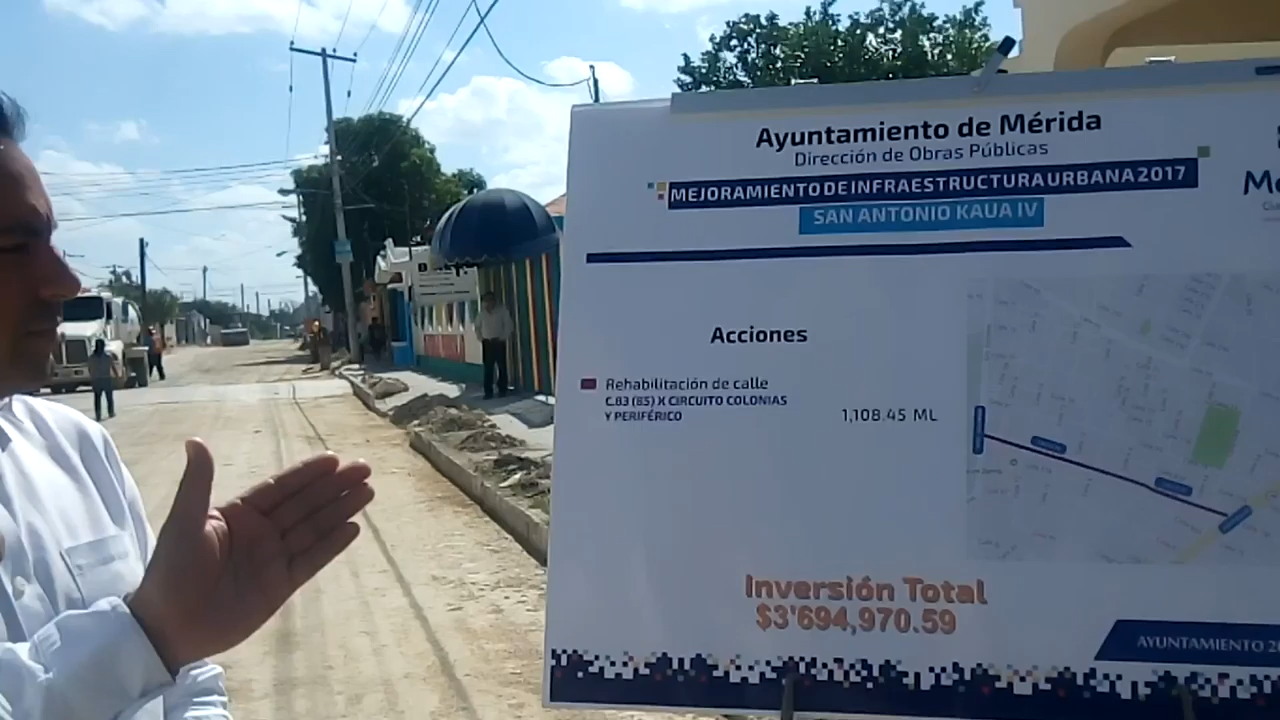 Ayuntamiento de Mérida
Dirección de Obras Públicas
MEJORAMIENTO DE INFRAESTRUCTURA URBANA 2017
SAN ANTONIO KAUA IV
Acciones
Rehabilitación de calle
C.83 (85) X CIRCUITO COLONIAS
Y PERIFÉRICO
1,108.45 ML
Inversión Total
$3'694,970.59
AYUNTAMIENTO